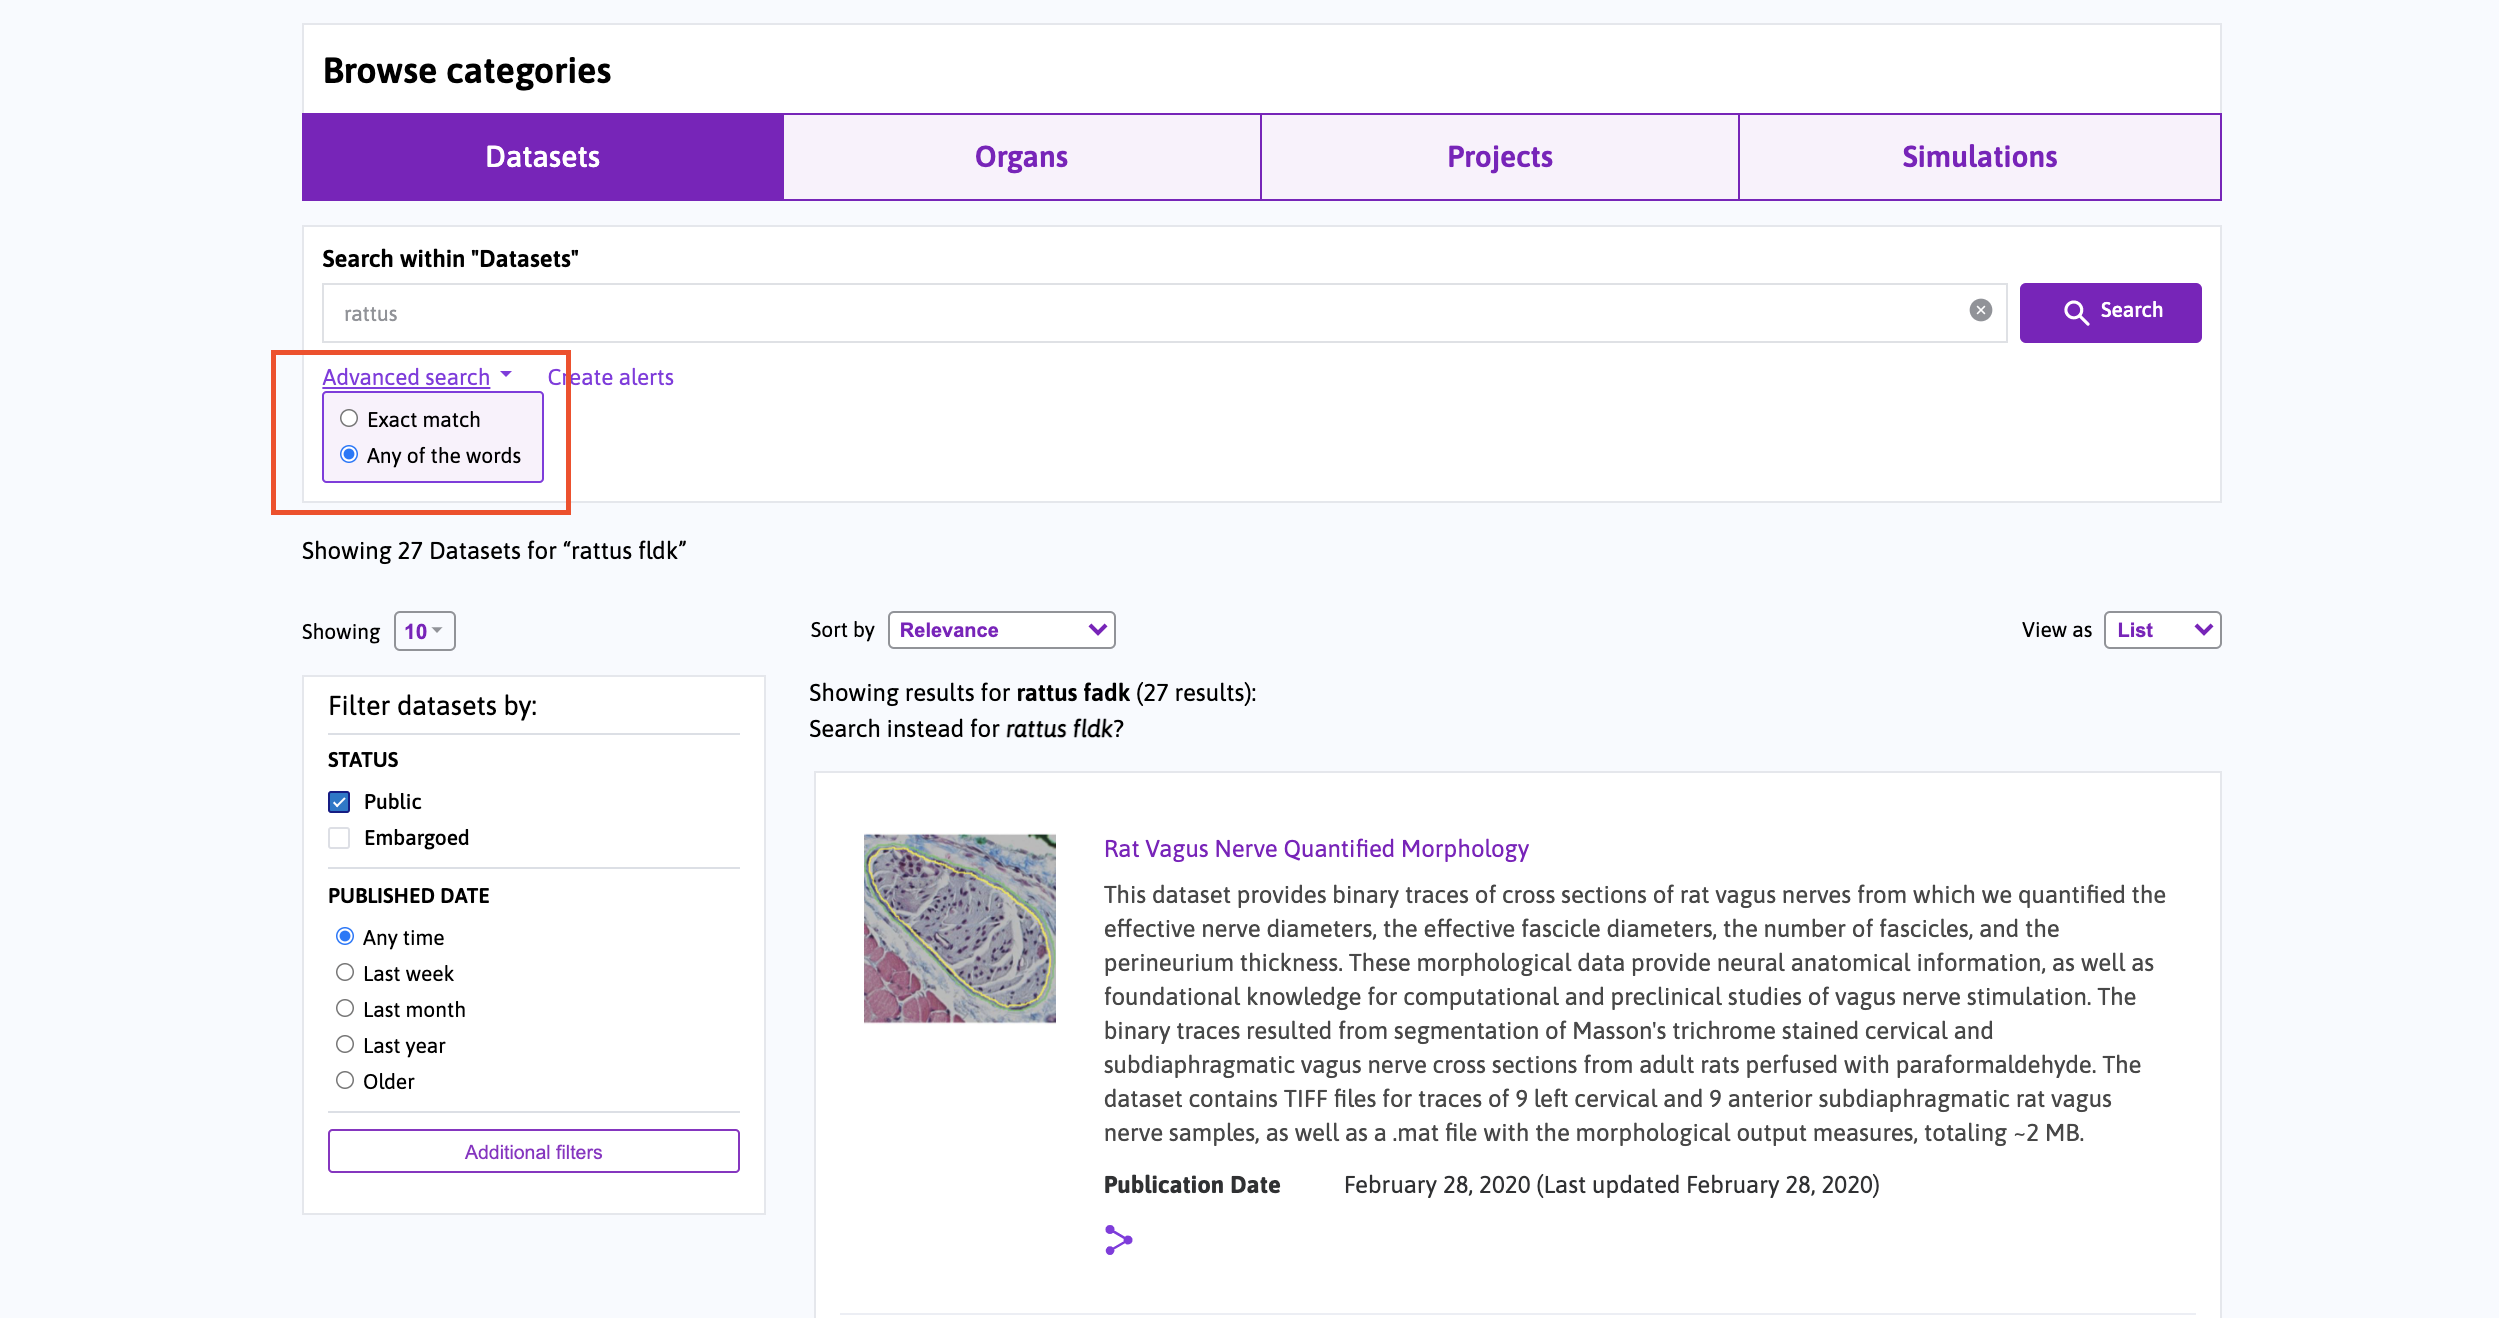 Browse categories
Datasets
Organs
Projects
Simulations
Search within "Datasets"
rattus
Search
Advanced search
Create alerts
Exact match
Any of the words
Showing 27 Datasets for “rattus fldk”
Showing 10
Sort by Relevance
View as List
Filter datasets by:
STATUS
Public
Embargoed
PUBLISHED DATE
Any time
Last week
Last month
Last year
Older
Additional filters
Showing results for rattus fadk (27 results):
Search instead for rattus fldk?
Rat Vagus Nerve Quantified Morphology
This dataset provides binary traces of cross sections of rat vagus nerves from which we quantified the
effective nerve diameters, the effective fascicle diameters, the number of fascicles, and the
perineurium thickness. These morphological data provide neural anatomical information, as well as
foundational knowledge for computational and preclinical studies of vagus nerve stimulation. The
binary traces resulted from segmentation of Masson's trichrome stained cervical and
subdiaphragmatic vagus nerve cross sections from adult rats perfused with paraformaldehyde. The
dataset contains TIFF files for traces of 9 left cervical and 9 anterior subdiaphragmatic rat vagus
nerve samples, as well as a .mat file with the morphological output measures, totaling ~2 MB.
Publication Date February 28, 2020 (Last updated February 28, 2020)